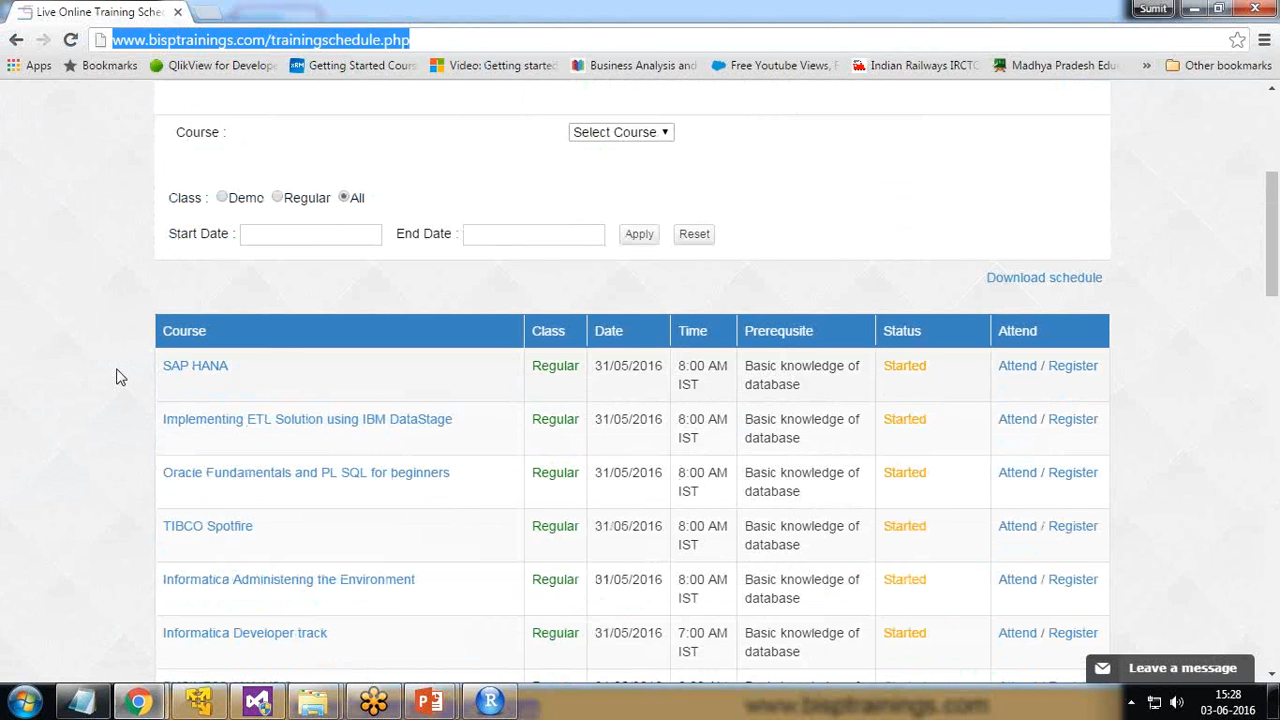 Live Online Training Sche
Sumit
www.bisptrainings.com/trainingschedule.php
Apps
Bookmarks
QlikView for Develope
Getting Started Cour
Video: Getting started
Business Analysis and
Free Youtube Views,
Indian Railways IRCTC
Madhya Pradesh Edu
»
Other bookmarks
Course :
Select Course
Class : Demo Regular All
Start Date : End Date : Apply Reset
Download schedule
Course Class Date Time Prerequsite Status Attend
SAP HANA Regular 31/05/2016 8:00 AM IST Basic knowledge of database Started Attend / Register
Implementing ETL Solution using IBM DataStage Regular 31/05/2016 8:00 AM IST Basic knowledge of database Started Attend / Register
Oracle Fundamentals and PL SQL for beginners Regular 31/05/2016 8:00 AM IST Basic knowledge of database Started Attend / Register
TIBCO Spotfire Regular 31/05/2016 8:00 AM IST Basic knowledge of database Started Attend / Register
Informatica Administering the Environment Regular 31/05/2016 8:00 AM IST Basic knowledge of database Started Attend / Register
Informatica Developer track Regular 31/05/2016 7:00 AM IST Basic knowledge of database Started Attend / Register
Leave a message
www.bisptrainings.com
15:28
03-06-2016